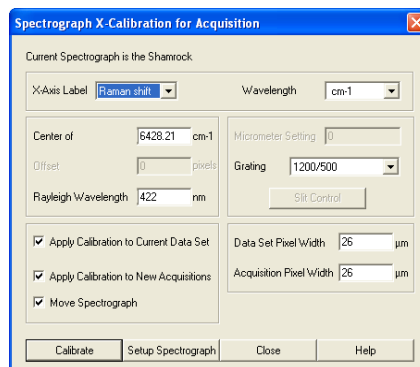 Spectrograph X-Calibration for Acquisition
Current Spectrograph is the Shamrock
X-Axis Label Raman shift Wavelength cm-1
Center of 6428.21 cm-1 Micrometer Setting 0
Offset 0 pixels Grating 1200/500
Rayleigh Wavelength 422 nm Slit Control
Apply Calibration to Current Data Set Data Set Pixel Width 26 µm
Apply Calibration to New Acquisitions Acquisition Pixel Width 26 µm
Move Spectrograph
Calibrate Setup Spectrograph Close Help